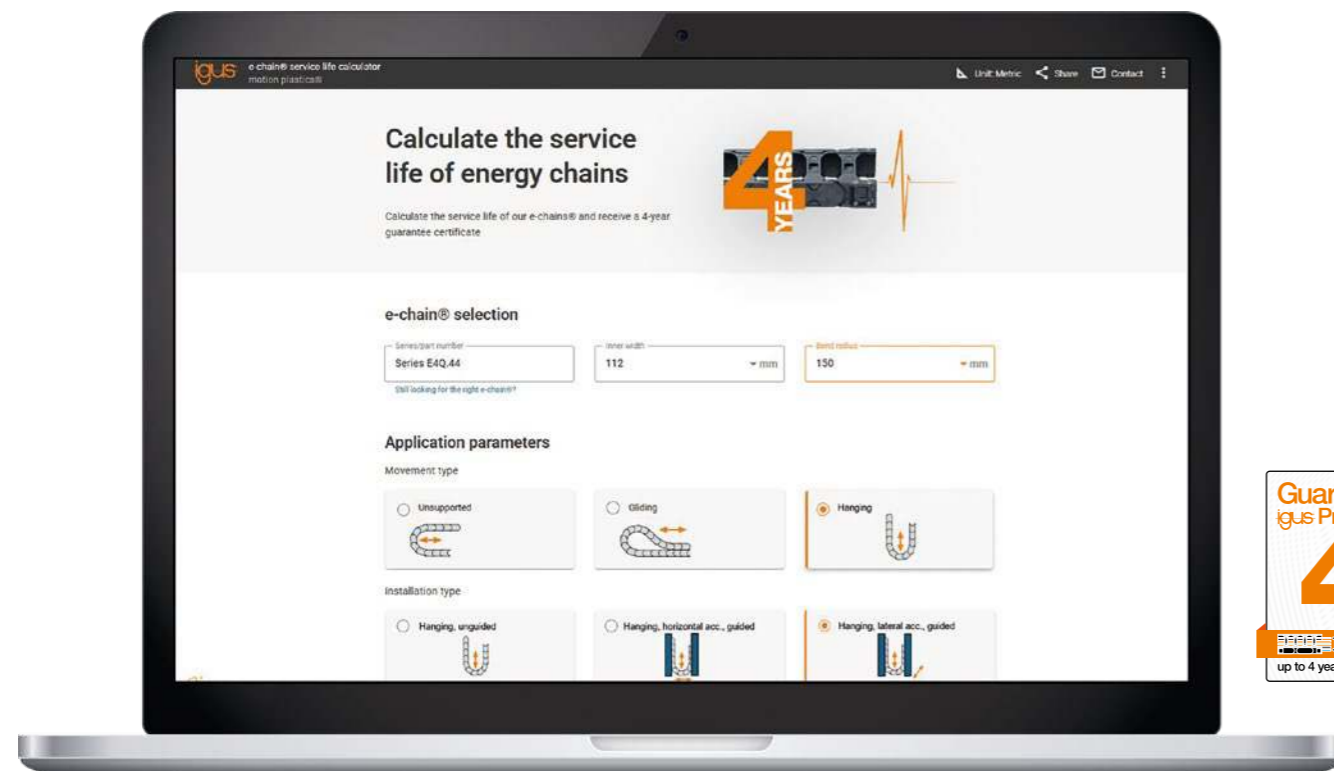 igus
e-chain® service life calculator
motion plastics®
Unit: Metric
Share
Contact
Calculate the service
life of energy chains
Calculate the service life of our e-chains® and receive a 4-year
guarantee certificate
4
YEARS
e-chain® selection
Series/part number
Series E4Q.44
Inner width
112
mm
Bend radius
150
mm
Still looking for the right e-chain®?
Application parameters
Movement type
Unsupported
Gliding
Hanging
Installation type
Hanging, unguided
Hanging, horizontal acc., guided
Hanging, lateral acc., guided
Guar
igus Pr
4
up to 4 yea